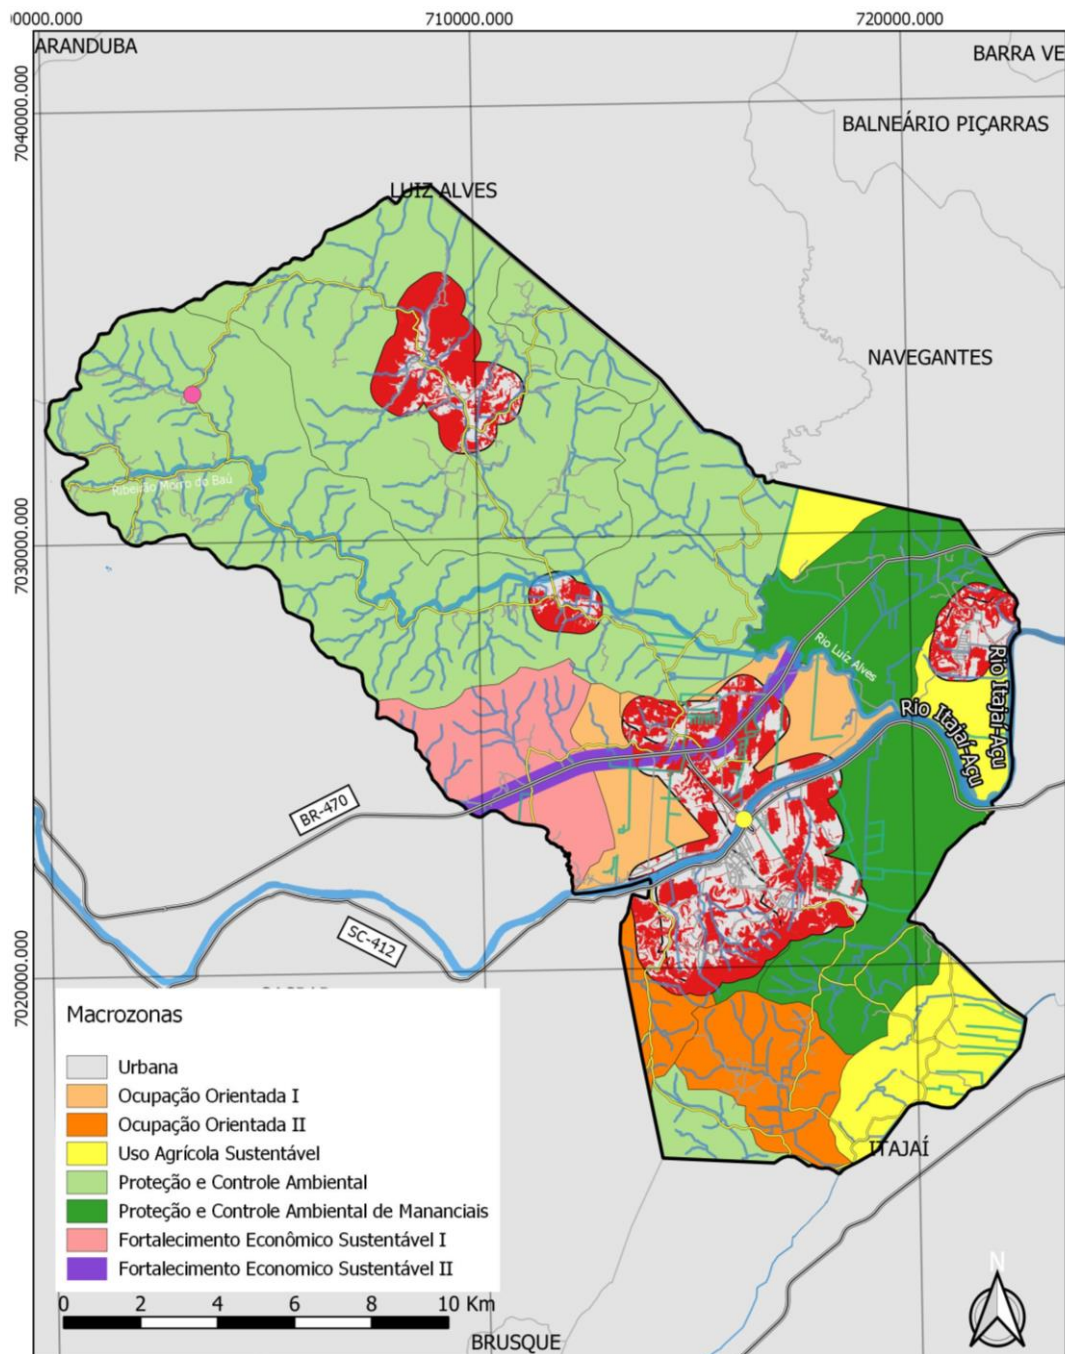 00000.000 710000.000 720000.000
ARANDUBA
BARRA VE
7040000.000
BALNEÁRIO PIÇARRAS
LUIZ ALVES
NAVEGANTES
Ribeirão Morro do Baú
7030000.000
Rio Luíz Alves
Rio Itajaí-Açu
Rio Itajaí-Açu
BR-470
SC-412
7020000.000
Macrozonas
Urbana
Ocupação Orientada I
Ocupação Orientada II
Uso Agrícola Sustentável
Proteção e Controle Ambiental
Proteção e Controle Ambiental de Mananciais
Fortalecimento Econômico Sustentável I
Fortalecimento Economico Sustentável II
ITAJAÍ
N
0 2 4 6 8 10 Km
BRUSQUE